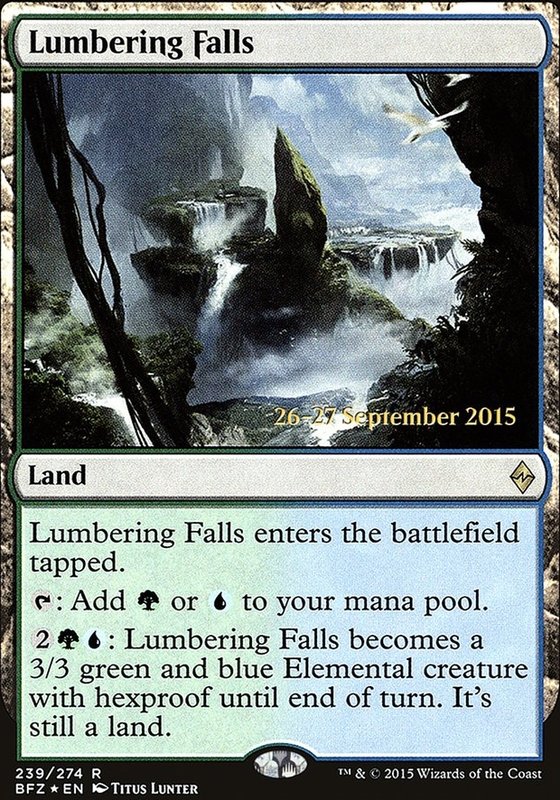 Lumbering Falls
26–27 September 2015
Land
Lumbering Falls enters the battlefield
tapped.
: Add or to your mana pool.
2 : Lumbering Falls becomes a
3/3 green and blue Elemental creature
with hexproof until end of turn. It's
still a land.
239/274 R
BFZ ★ EN Titus Lunter
™ & © 2015 Wizards of the Coast